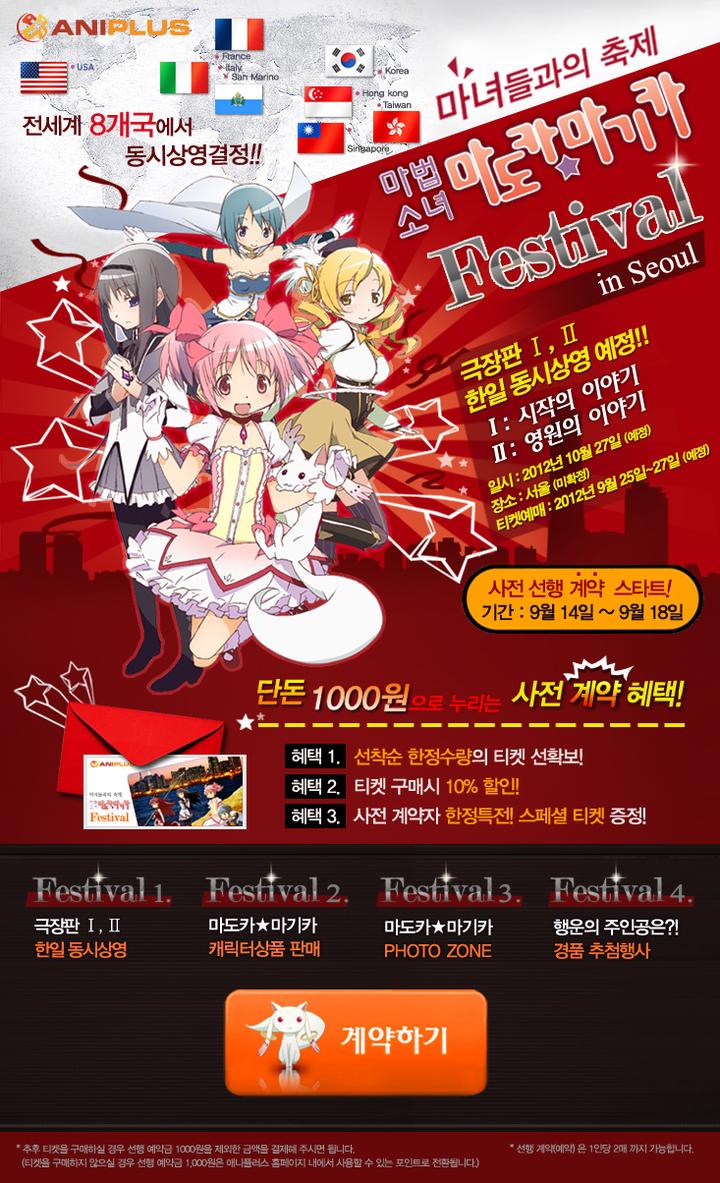 ANIPLUS
USA
France
Italy
San Marino
Korea
Hong kong
Taiwan
Singapore
전세계 8개국에서
동시상영결정!!
마녀들과의 축제
마법
소녀
마도카★마기카
Festival
in Seoul
극장판 Ⅰ, Ⅱ
한일 동시상영 예정!!
Ⅰ : 시작의 이야기
Ⅱ : 영원의 이야기
일시 : 2012년 10월 27일 (예정)
장소 : 서울 (미확정)
티켓예매 : 2012년 9월 25일~27일 (예정)
사전 선행 계약 스타트!
기간 : 9월 14일 ~ 9월 18일
단돈 1000원으로 누리는 사전 계약 혜택!
ANIPLUS
마녀들과의 축제
마도카★마기카
Festival
혜택 1. 선착순 한정수량의 티켓 선확보!
혜택 2. 티켓 구매시 10% 할인!
혜택 3. 사전 계약자 한정특전! 스페셜 티켓 증정!
Festival 1.
극장판 Ⅰ, Ⅱ
한일 동시상영
Festival 2.
마도카★마기카
캐릭터상품 판매
Festival 3.
마도카★마기카
PHOTO ZONE
Festival 4.
행운의 주인공은?!
경품 추첨행사
계약하기
* 추후 티켓을 구매하실 경우 선행 예약금 1000원을 제외한 금액을 결제해 주시면 됩니다.
(티켓을 구매하지 않으실 경우 선행 예약금 1,000원은 애니플러스 홈페이지 내에서 사용할 수 있는 포인트로 전환됩니다.)
* 선행 계약(예약) 은 1인당 2매 까지 가능합니다.